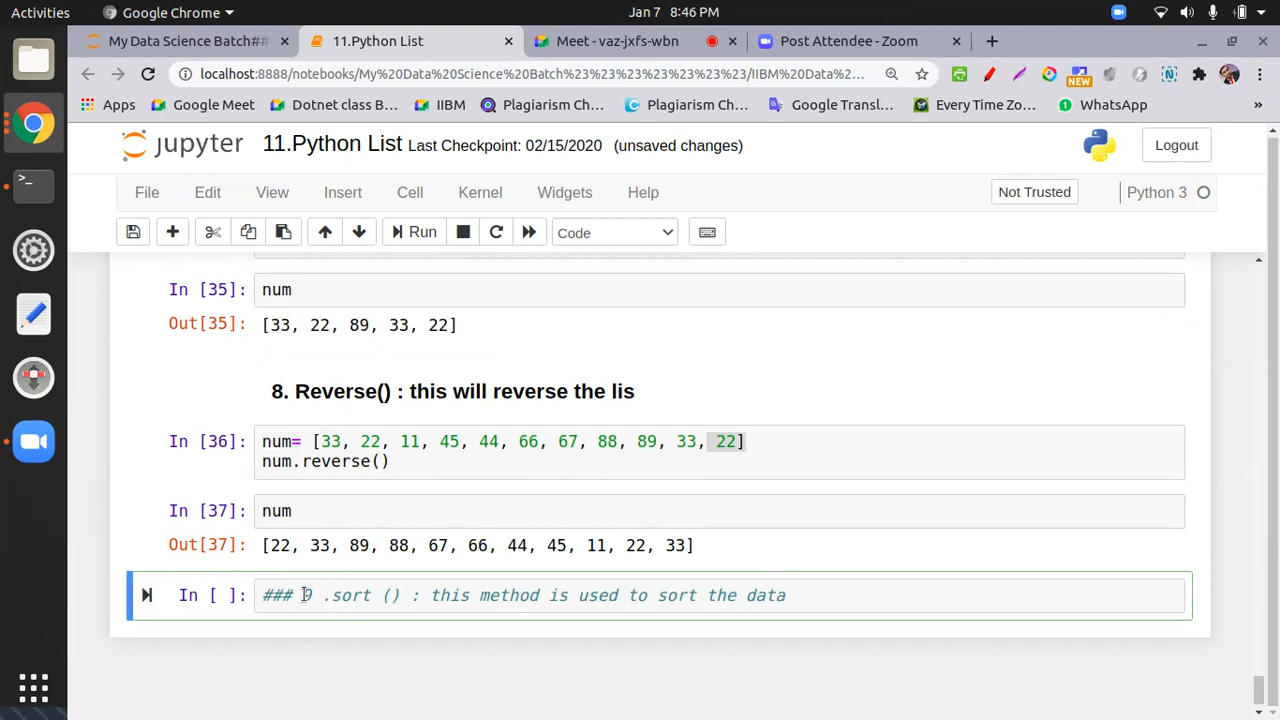 Activities Google Chrome Jan 7 8:46 PM
My Data Science Batch## 11.Python List Meet - vaz-jxfs-wbn Post Attendee - Zoom
localhost:8888/notebooks/My%20Data%20Science%20Batch%23%23%23%23%23%23/IIBM%20Data%2...
NEW
Apps Google Meet Dotnet class B... IIBM Plagiarism Ch... Plagiarism Ch... Google Transl... Every Time Zo... WhatsApp »
jupyter 11.Python List Last Checkpoint: 02/15/2020 (unsaved changes) Logout
File Edit View Insert Cell Kernel Widgets Help Not Trusted Python 3
Run Code
In [35]: num
Out[35]: [33, 22, 89, 33, 22]
8. Reverse() : this will reverse the lis
In [36]: num= [33, 22, 11, 45, 44, 66, 67, 88, 89, 33, 22]
num.reverse()
In [37]: num
Out[37]: [22, 33, 89, 88, 67, 66, 44, 45, 11, 22, 33]
In [ ]: ### 9 .sort () : this method is used to sort the data